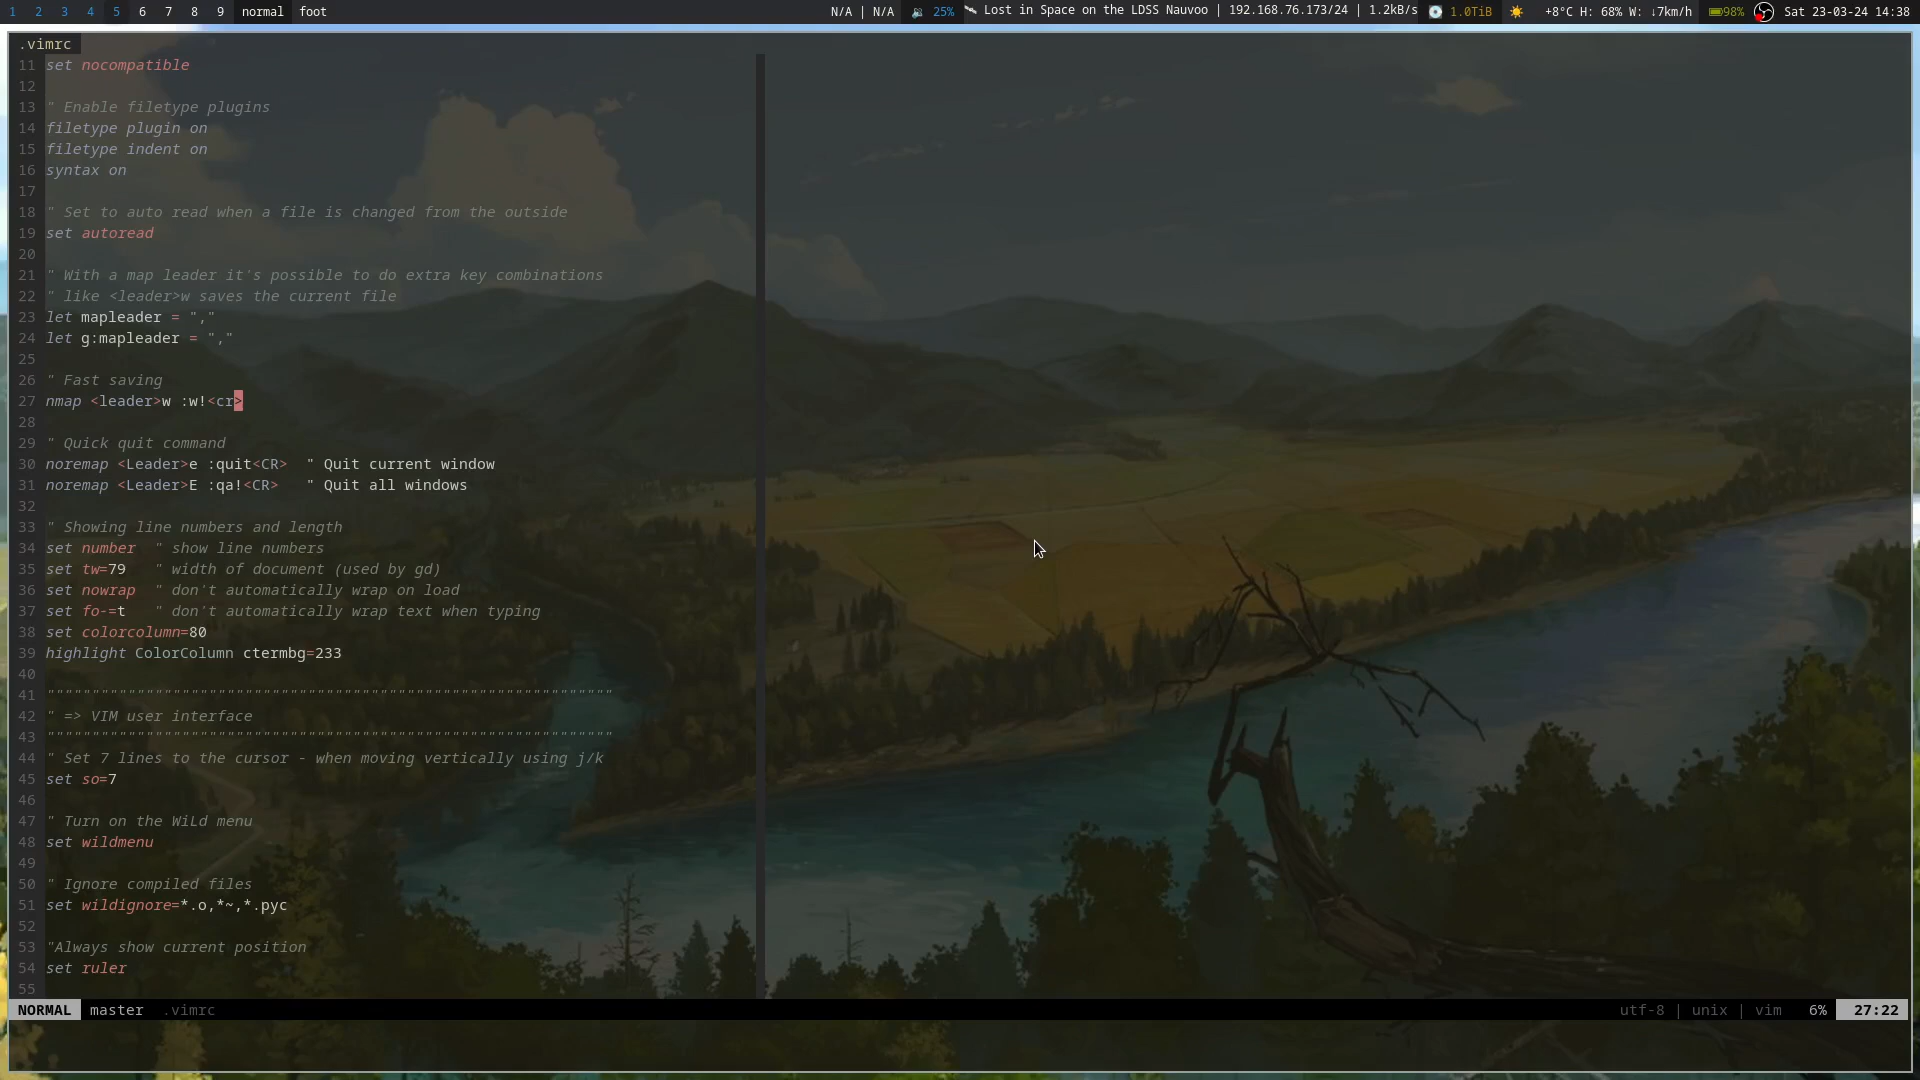 1 2 3 4 5 6 7 8 9 normal foot N/A | N/A 25% Lost in Space on the LDSS Nauvoo | 192.168.76.173/24 | 1.2kB/s 1.0TiB +8°C H: 68% W: ↓7km/h 98% Sat 23-03-24 14:38
.vimrc
11 set nocompatible
12
13 " Enable filetype plugins
14 filetype plugin on
15 filetype indent on
16 syntax on
17
18 " Set to auto read when a file is changed from the outside
19 set autoread
20
21 " With a map leader it's possible to do extra key combinations
22 " like <leader>w saves the current file
23 let mapleader = ","
24 let g:mapleader = ","
25
26 " Fast saving
27 nmap <leader>w :w!<cr>
28
29 " Quick quit command
30 noremap <Leader>e :quit<CR>  " Quit current window
31 noremap <Leader>E :qa!<CR>   " Quit all windows
32
33 " Showing line numbers and length
34 set number  " show line numbers
35 set tw=79   " width of document (used by gd)
36 set nowrap  " don't automatically wrap on load
37 set fo-=t   " don't automatically wrap text when typing
38 set colorcolumn=80
39 highlight ColorColumn ctermbg=233
40
41 """""""""""""""""""""""""""""""""""""""""""""""""""""""""""""""
42 " => VIM user interface
43 """""""""""""""""""""""""""""""""""""""""""""""""""""""""""""""
44 " Set 7 lines to the cursor - when moving vertically using j/k
45 set so=7
46
47 " Turn on the WiLd menu
48 set wildmenu
49
50 " Ignore compiled files
51 set wildignore=*.o,*~,*.pyc
52
53 "Always show current position
54 set ruler
55
NORMAL master .vimrc utf-8 | unix | vim 6% 27:22